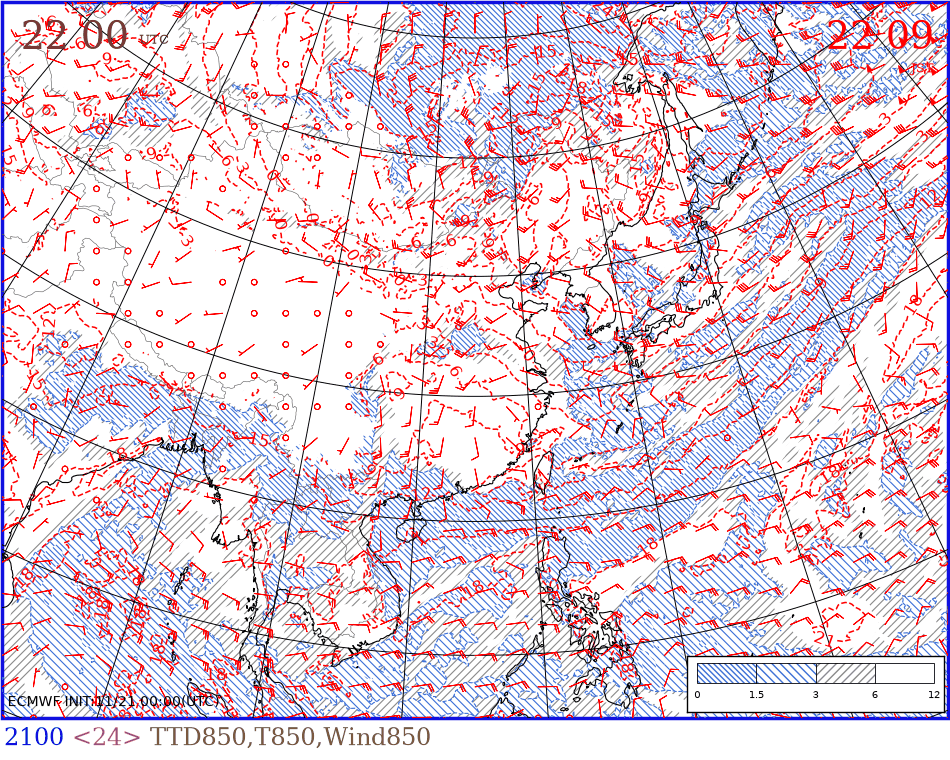 22 00 UTC
22 09
JST
ECMWF INIT:11/21.00:00(UTC)
0 1.5 3 6 12
2100 <24> TTD850,T850,Wind850